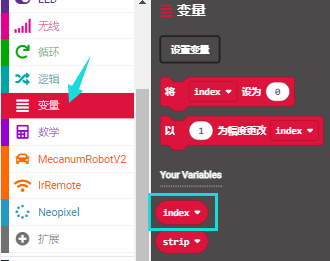 LED
无线
循环
逻辑
变量
数学
MecanumRobotV2
IrRemote
Neopixel
扩展
变量
设置变量
将 index 设为 0
以 1 为幅度更改 index
Your Variables
index
strip